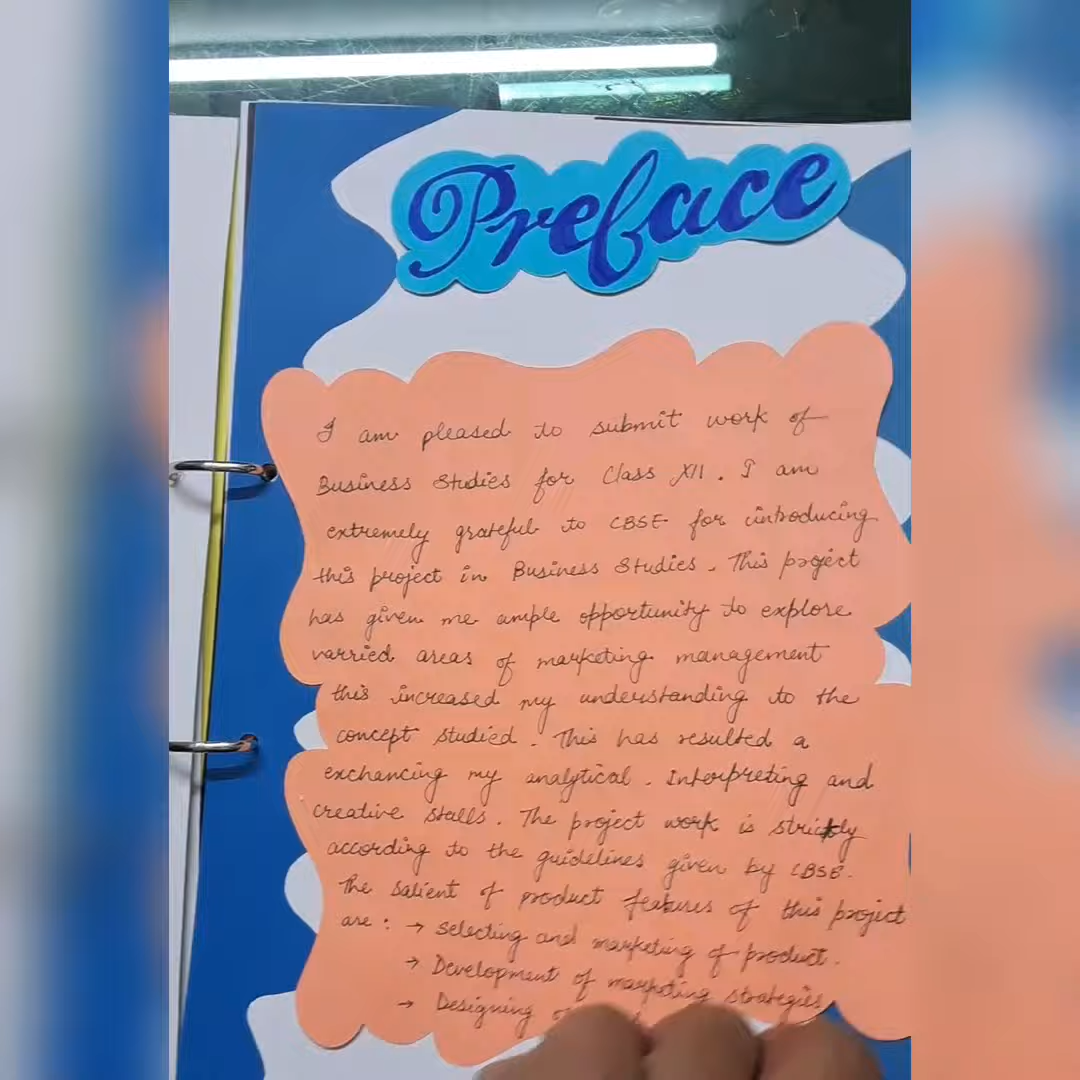 Preface
I am pleased to submit work of
Business Studies for Class XII. I am
extremely grateful to CBSE for introducing
this project in Business Studies. This project
has given me ample opportunity to explore
varried areas of marketing management
this increased my understanding to the
concept studied. This has resulted a
exchancing my analytical. Interpreting and
creative skells. The project work is strictly
according to the guidelines given by CBSE.
The salient of product features of this project
are: → Selecting and marketing of product.
→ Development of marketing strategies
→ Designing